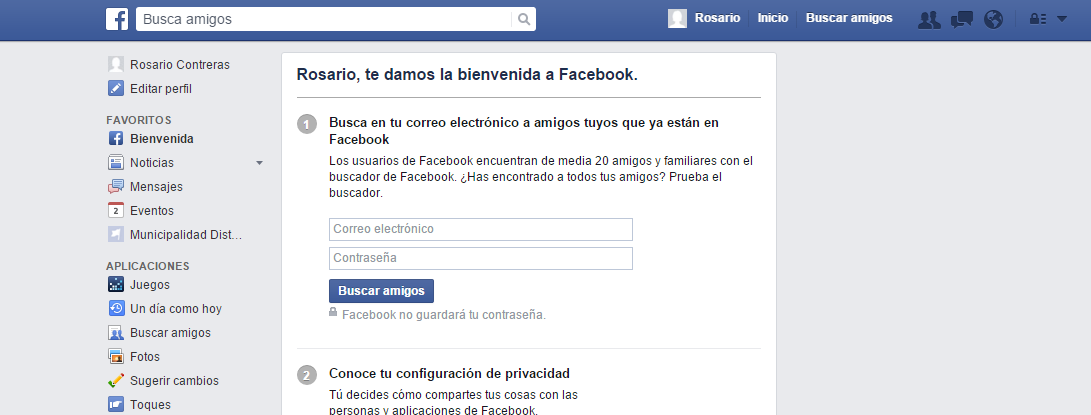 Busca amigos
Rosario Inicio Buscar amigos
Rosario Contreras
Editar perfil
FAVORITOS
Bienvenida
Noticias
Mensajes
2 Eventos
Municipalidad Dist...
APLICACIONES
Juegos
Un día como hoy
Buscar amigos
Fotos
Sugerir cambios
Toques
Rosario, te damos la bienvenida a Facebook.
1 Busca en tu correo electrónico a amigos tuyos que ya están en
Facebook
Los usuarios de Facebook encuentran de media 20 amigos y familiares con el
buscador de Facebook. ¿Has encontrado a todos tus amigos? Prueba el
buscador.
Correo electrónico
Contraseña
Buscar amigos
Facebook no guardará tu contraseña.
2 Conoce tu configuración de privacidad
Tú decides cómo compartes tus cosas con las
personas y aplicaciones de Facebook.